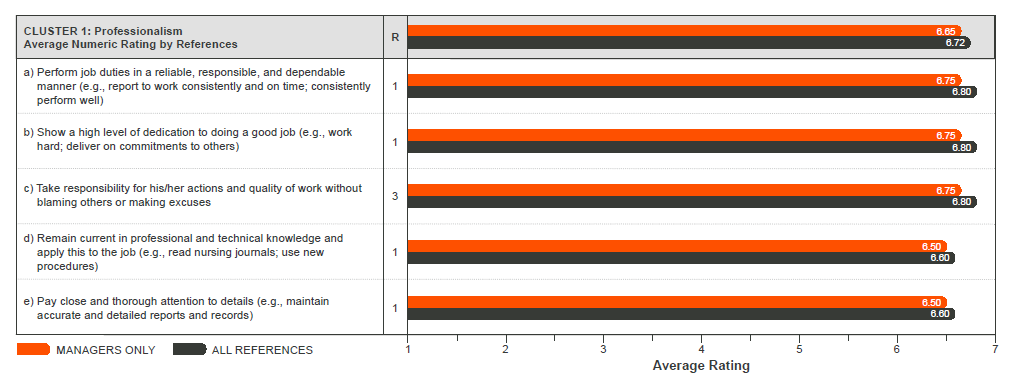 CLUSTER 1: Professionalism
Average Numeric Rating by References
R
6.65
6.72
a) Perform job duties in a reliable, responsible, and dependable
manner (e.g., report to work consistently and on time; consistently
perform well)
1
6.75
6.80
b) Show a high level of dedication to doing a good job (e.g., work
hard; deliver on commitments to others)
1
6.75
6.80
c) Take responsibility for his/her actions and quality of work without
blaming others or making excuses
3
6.75
6.80
d) Remain current in professional and technical knowledge and
apply this to the job (e.g., read nursing journals; use new
procedures)
1
6.50
6.60
e) Pay close and thorough attention to details (e.g., maintain
accurate and detailed reports and records)
1
6.50
6.60
MANAGERS ONLY
ALL REFERENCES
1 2 3 4 5 6 7
Average Rating